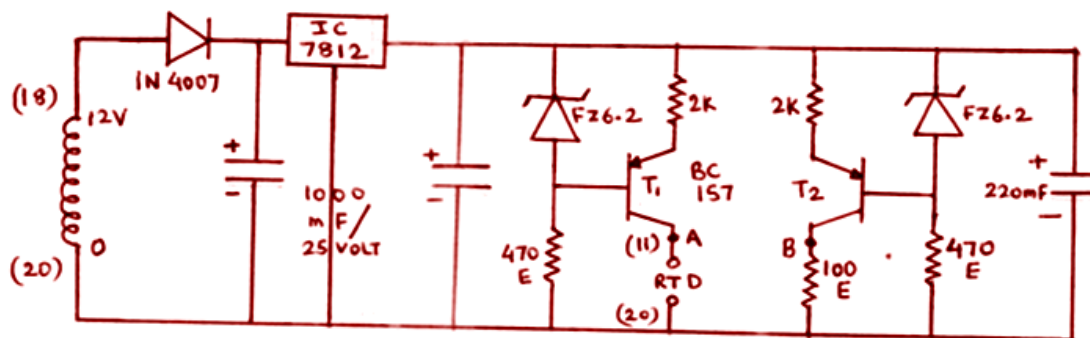 (18)
12V
0
(20)
IN 4007
+
-
IC
7812
1000
mF/
25 VOLT
+
-
FZ6.2
470
E
2K
T1
BC
157
(11)
A
RTD
(20)
2K
T2
B
100
E
FZ6.2
470
E
+
220mF
-